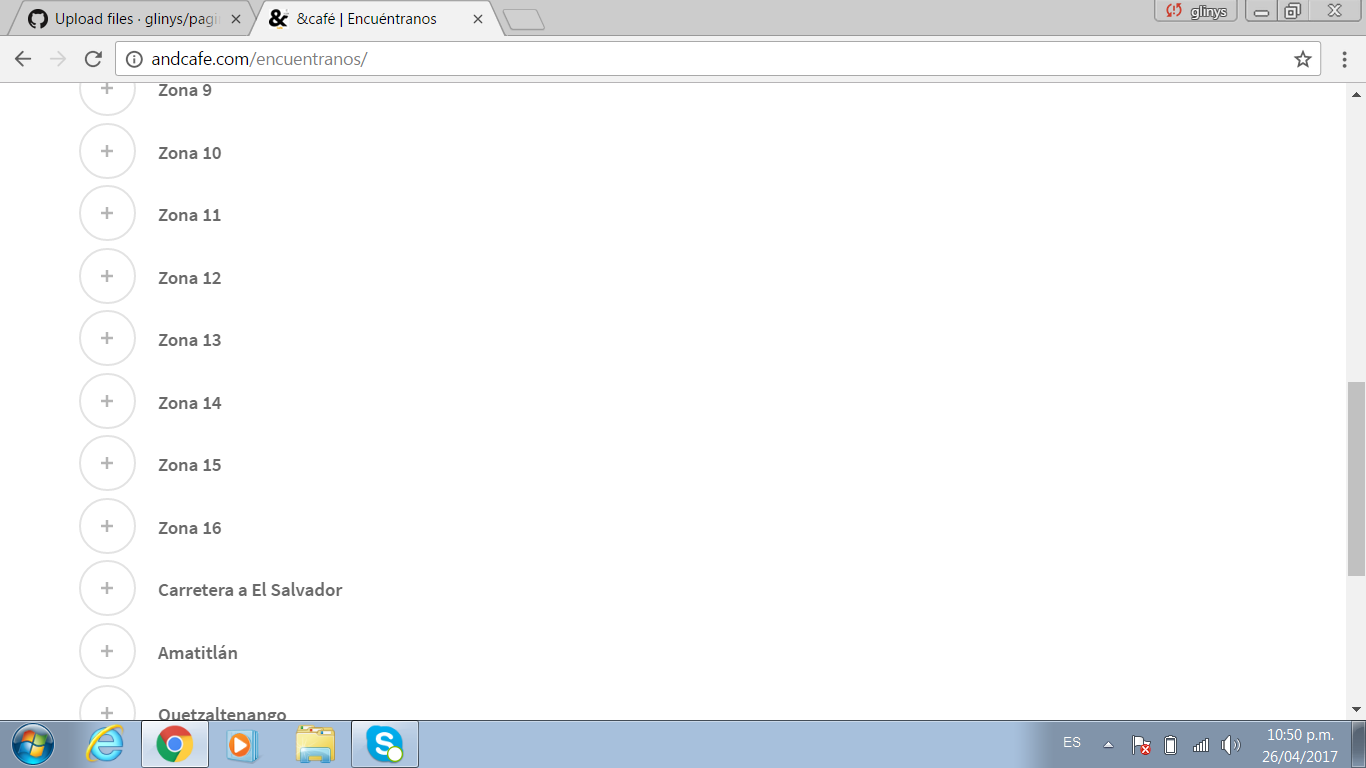 Upload files · glinys/pagi
&café | Encuéntranos
glinys
andcafe.com/encuentranos/
+ Zona 9
+ Zona 10
+ Zona 11
+ Zona 12
+ Zona 13
+ Zona 14
+ Zona 15
+ Zona 16
+ Carretera a El Salvador
+ Amatitlán
+ Quetzaltenango
ES
10:50 p.m.
26/04/2017